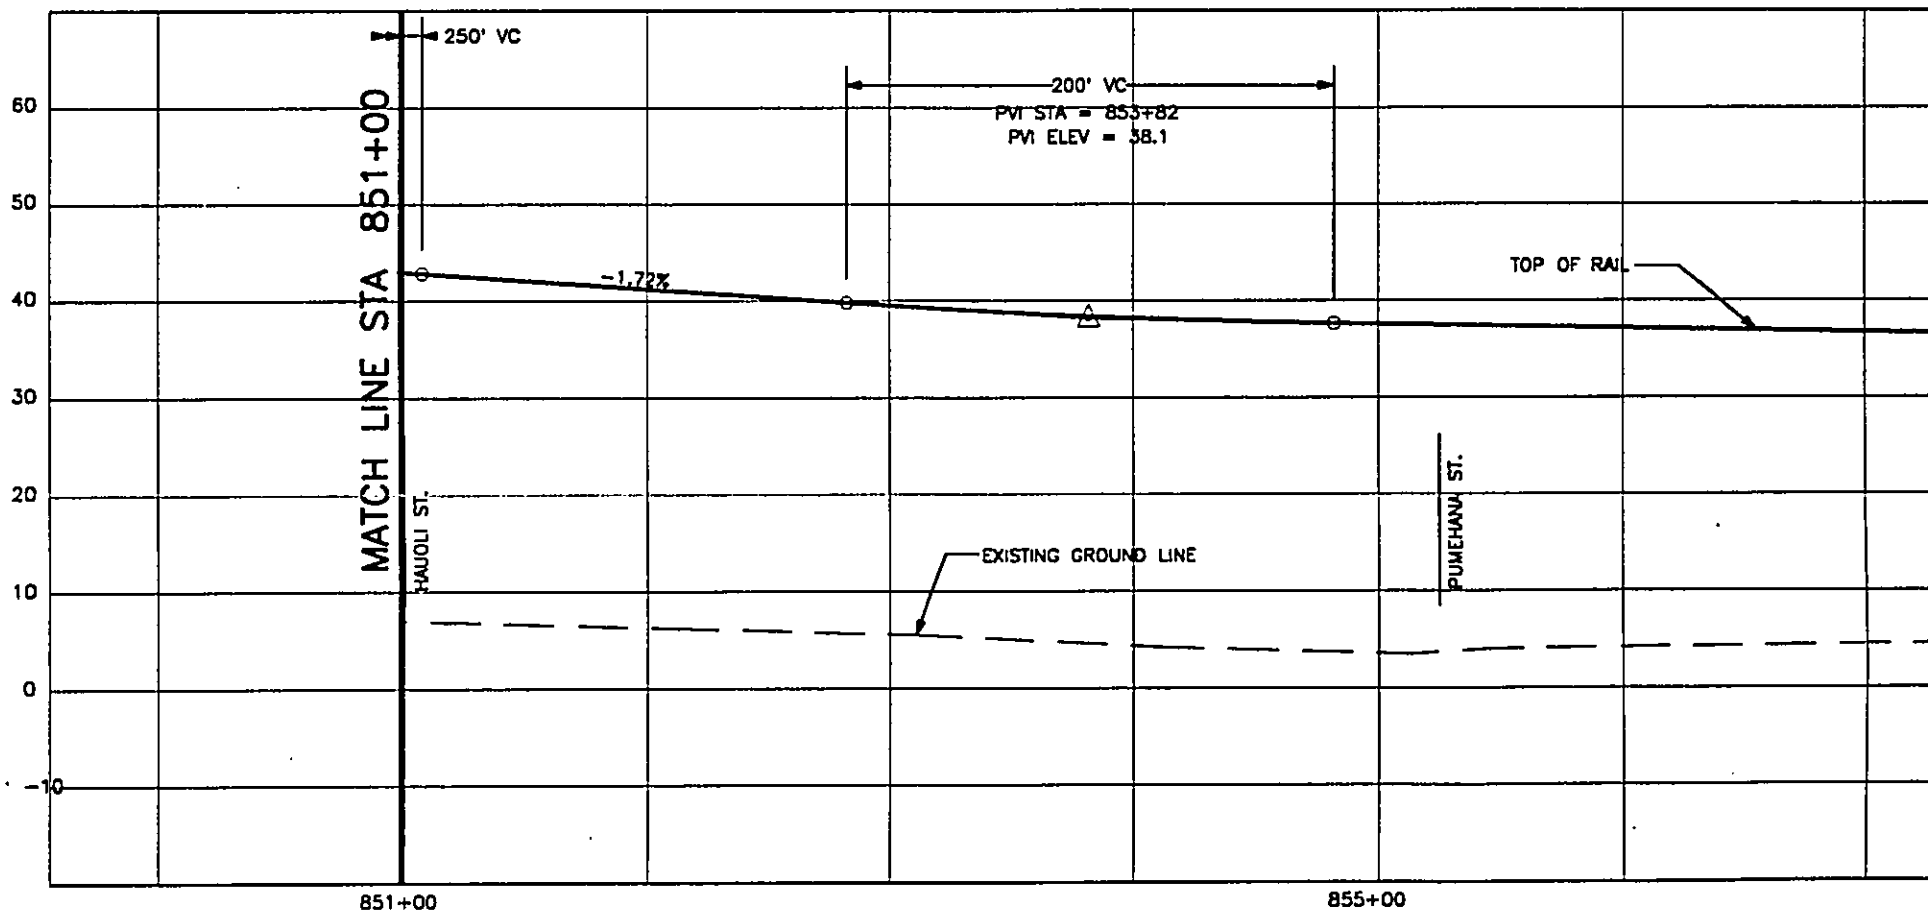 250' VC
200' VC
PVI STA = 853+82
PVI ELEV = 38.1
60
50
40
30
20
10
0
-10
MATCH LINE STA 851+00
-1.72%
TOP OF RAIL
HAUOLI ST.
EXISTING GROUND LINE
PUMEHANA ST.
851+00
855+00